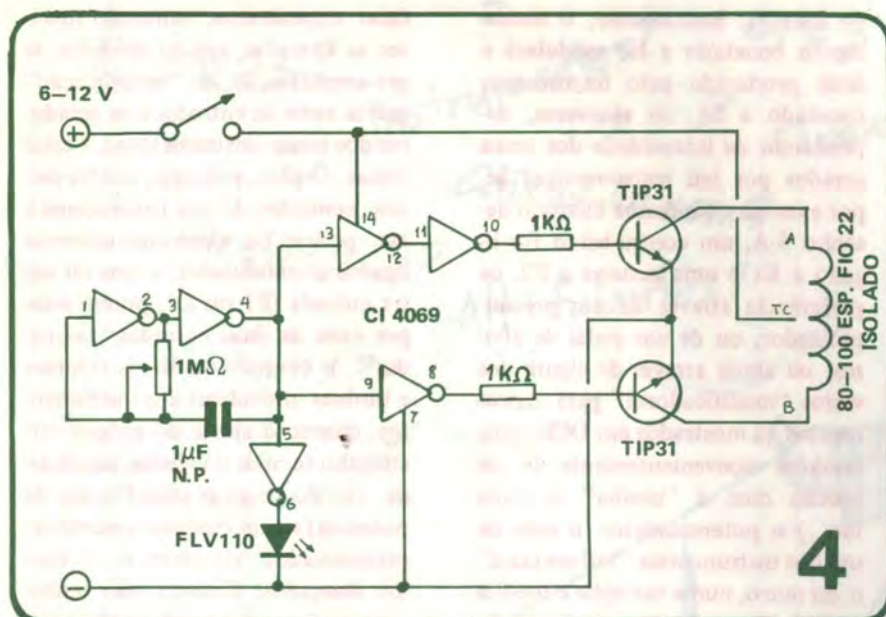 6-12 V
TIP31
13
14
12
11
10
1KΩ
A
2
3
4
CI 4069
TC
1MΩ
9
8
7
1KΩ
B
80-100 ESP. FIO 22
ISOLADO
1µF
N.P.
5
6
TIP31
FLV110
4